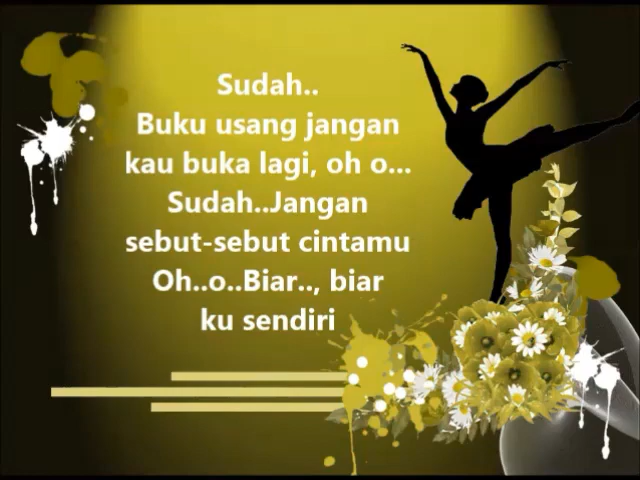 Sudah..
Buku usang jangan
kau buka lagi, oh o...
Sudah..Jangan
sebut-sebut cintamu
Oh..o..Biar.., biar
ku sendiri